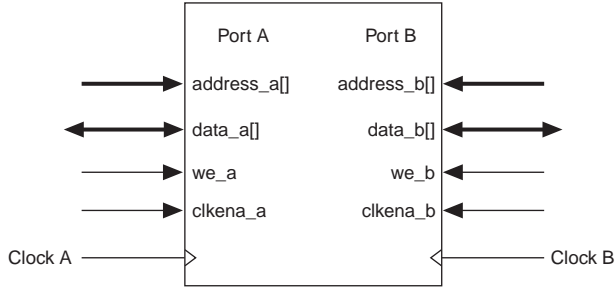 Port A Port B
address_a[] address_b[]
data_a[] data_b[]
we_a we_b
clkena_a clkena_b
Clock A Clock B